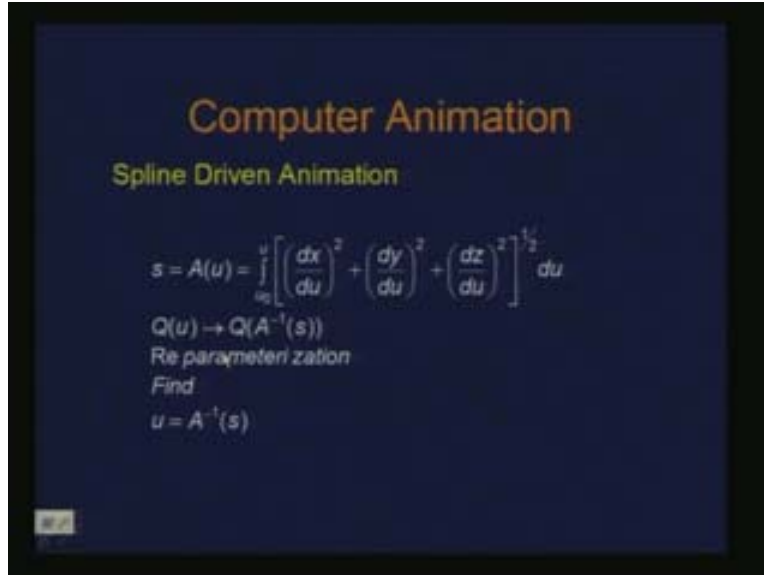 Computer Animation
Spline Driven Animation
s = A(u) = ∫_{u₀}^{u} [ (dx/du)² + (dy/du)² + (dz/du)² ]^{1/2} du
Q(u) → Q(A⁻¹(s))
Re parameteri zation
Find
u = A⁻¹(s)